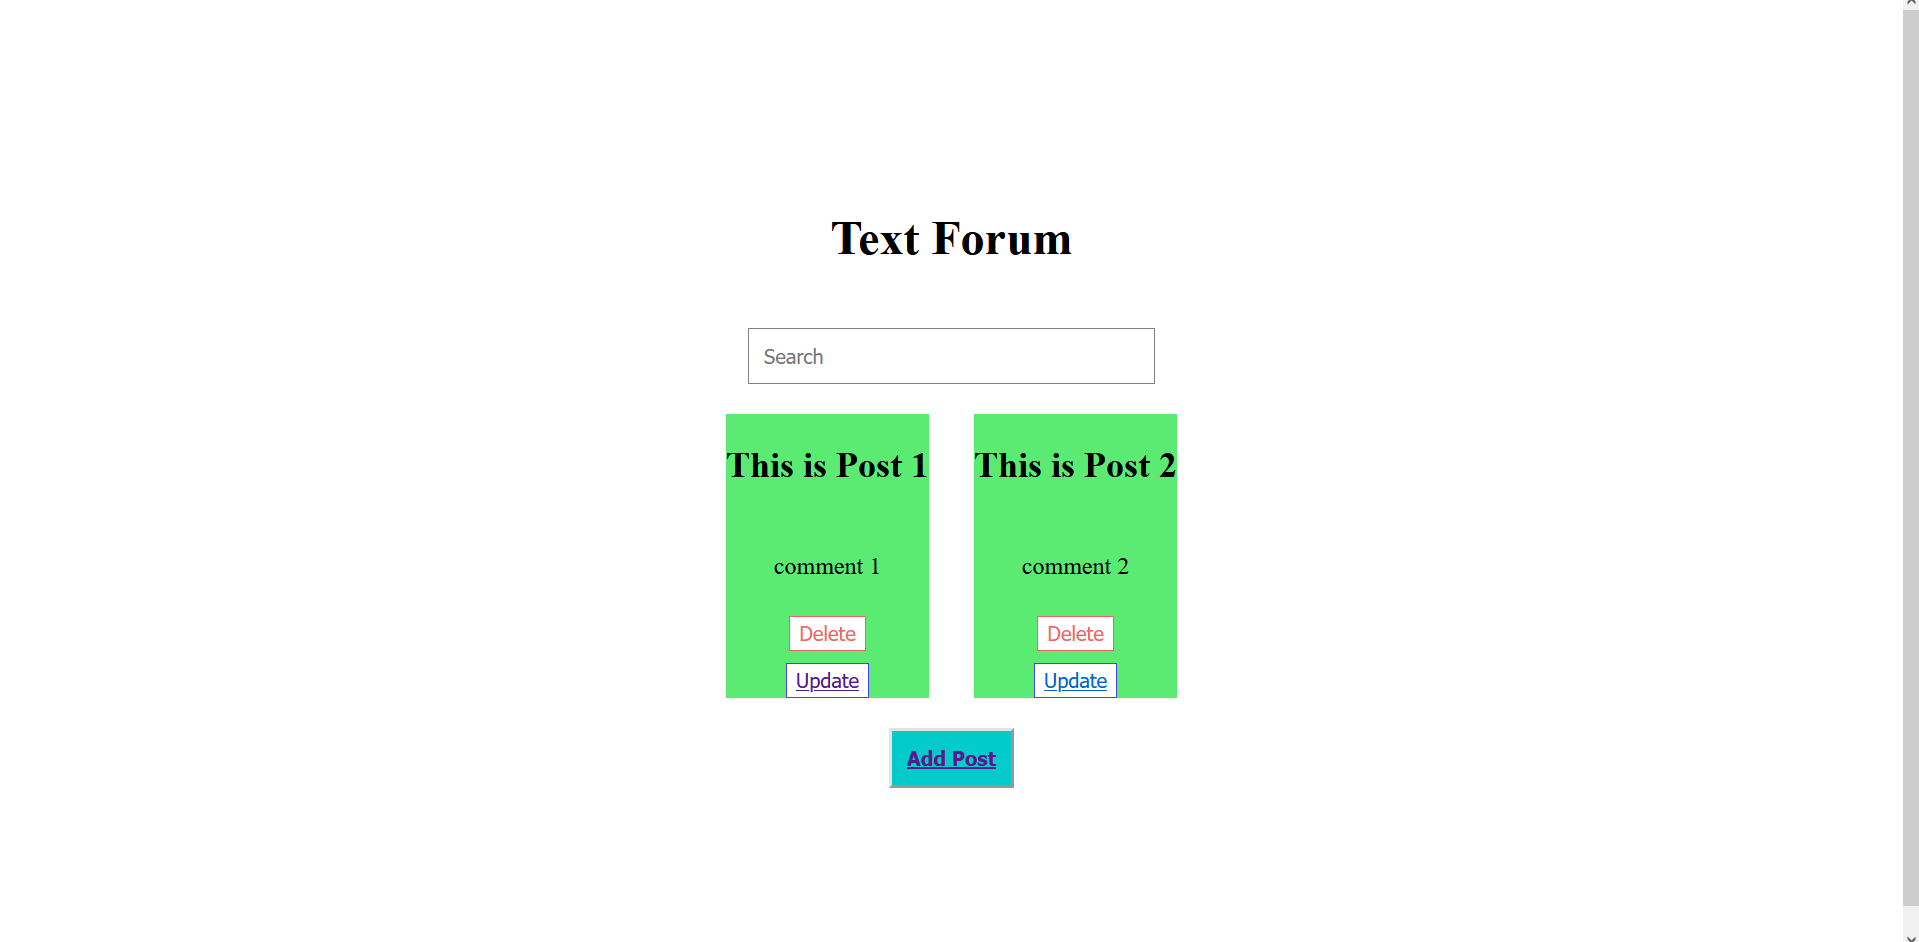 Text Forum
Search
This is Post 1
comment 1
Delete
Update
This is Post 2
comment 2
Delete
Update
Add Post